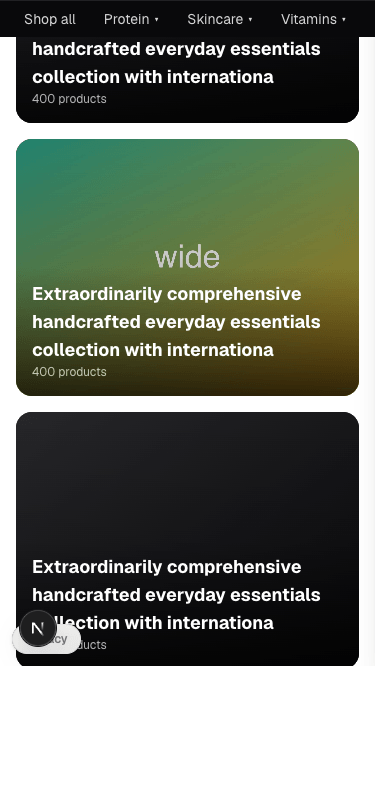 Shop all Protein ▾ Skincare ▾ Vitamins ▾
handcrafted everyday essentials
collection with internationa
400 products
wide
Extraordinarily comprehensive
handcrafted everyday essentials
collection with internationa
400 products
Extraordinarily comprehensive
handcrafted everyday essentials
collection with internationa
N